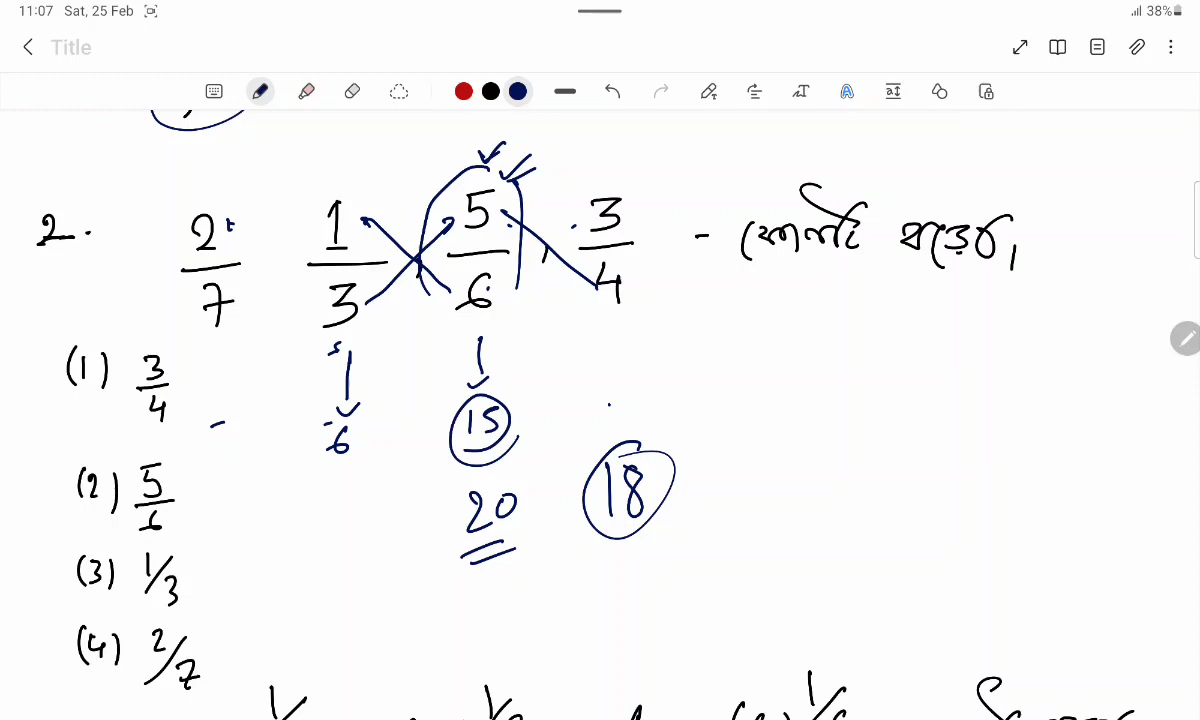 11:07 Sat, 25 Feb 38%
Title
2. 2/7 1/3 5/6, 3/4 - কোনটি বড়ো,
(1) 3/4
6 15
(2) 5/6
20 18
(3) 1/3
(4) 2/7